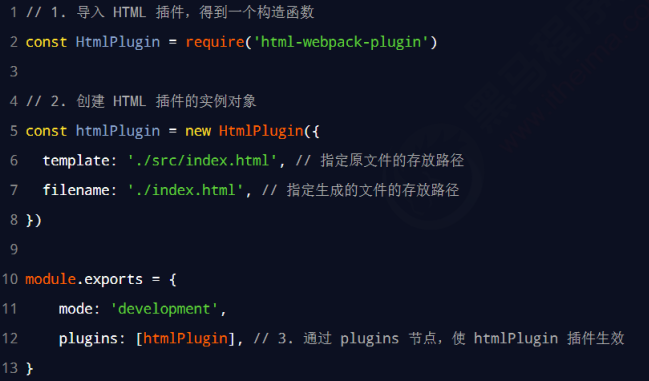 1 // 1. 导入 HTML 插件，得到一个构造函数
2 const HtmlPlugin = require('html-webpack-plugin')
3
4 // 2. 创建 HTML 插件的实例对象
5 const htmlPlugin = new HtmlPlugin({
6   template: './src/index.html', // 指定原文件的存放路径
7   filename: './index.html', // 指定生成的文件的存放路径
8 })
9
10 module.exports = {
11     mode: 'development',
12     plugins: [htmlPlugin], // 3. 通过 plugins 节点，使 htmlPlugin 插件生效
13 }